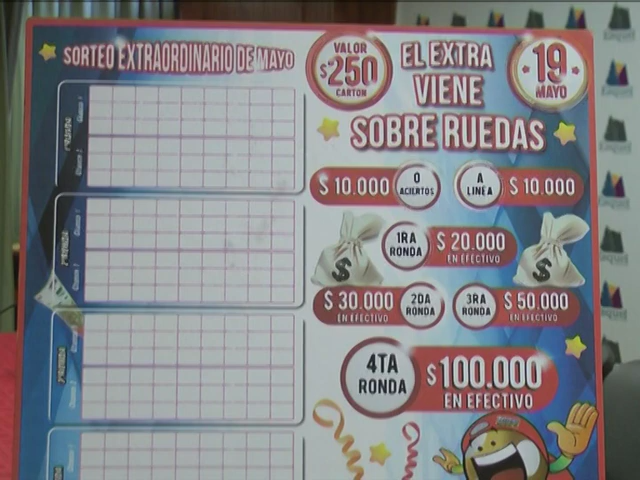 SORTEO EXTRAORDINARIO DE MAYO
VALOR
$250
CARTON
EL EXTRA
VIENE
SOBRE RUEDAS
19
MAYO
$ 10.000
0
ACIERTOS
A
LINEA
$ 10.000
1RA
RONDA
$ 20.000
EN EFECTIVO
$ 30.000
EN EFECTIVO
2DA
RONDA
3RA
RONDA
$ 50.000
EN EFECTIVO
4TA
RONDA
$100.000
EN EFECTIVO
$
$
Esquel